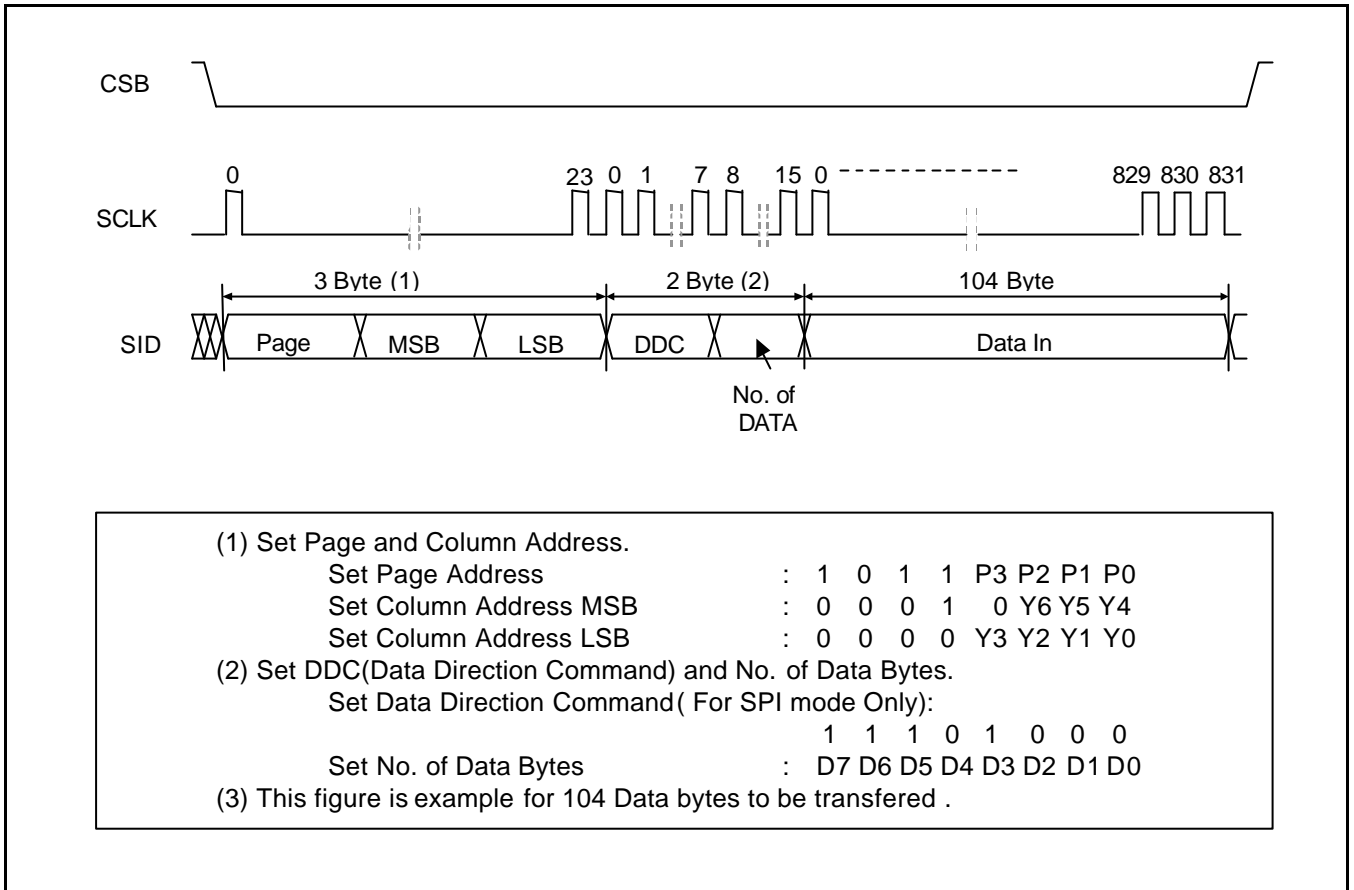 CSB
0 23 0 1 7 8 15 0 829 830 831
SCLK
3 Byte (1) 2 Byte (2) 104 Byte
SID Page MSB LSB DDC Data In
No. of
DATA
(1) Set Page and Column Address.
Set Page Address : 1 0 1 1 P3 P2 P1 P0
Set Column Address MSB : 0 0 0 1 0 Y6 Y5 Y4
Set Column Address LSB : 0 0 0 0 Y3 Y2 Y1 Y0
(2) Set DDC(Data Direction Command) and No. of Data Bytes.
Set Data Direction Command( For SPI mode Only):
1 1 1 0 1 0 0 0
Set No. of Data Bytes : D7 D6 D5 D4 D3 D2 D1 D0
(3) This figure is example for 104 Data bytes to be transfered .